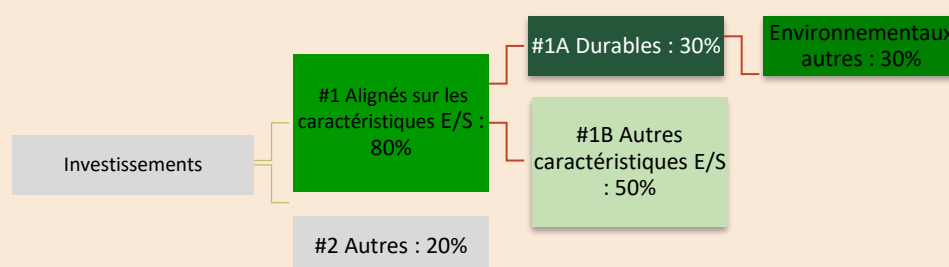 Investissements
#1 Alignés sur les
caractéristiques E/S :
80%
#2 Autres : 20%
#1A Durables : 30%
#1B Autres
caractéristiques E/S
: 50%
Environnementaux
autres : 30%